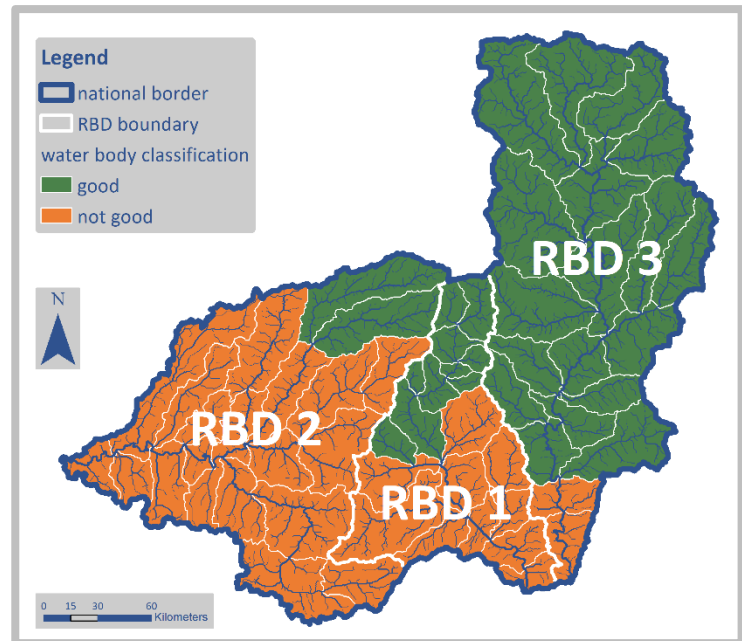 Legend
national border
RBD boundary
water body classification
good
not good
RBD 3
N
RBD 2
RBD 1
0 15 30 60
Kilometers